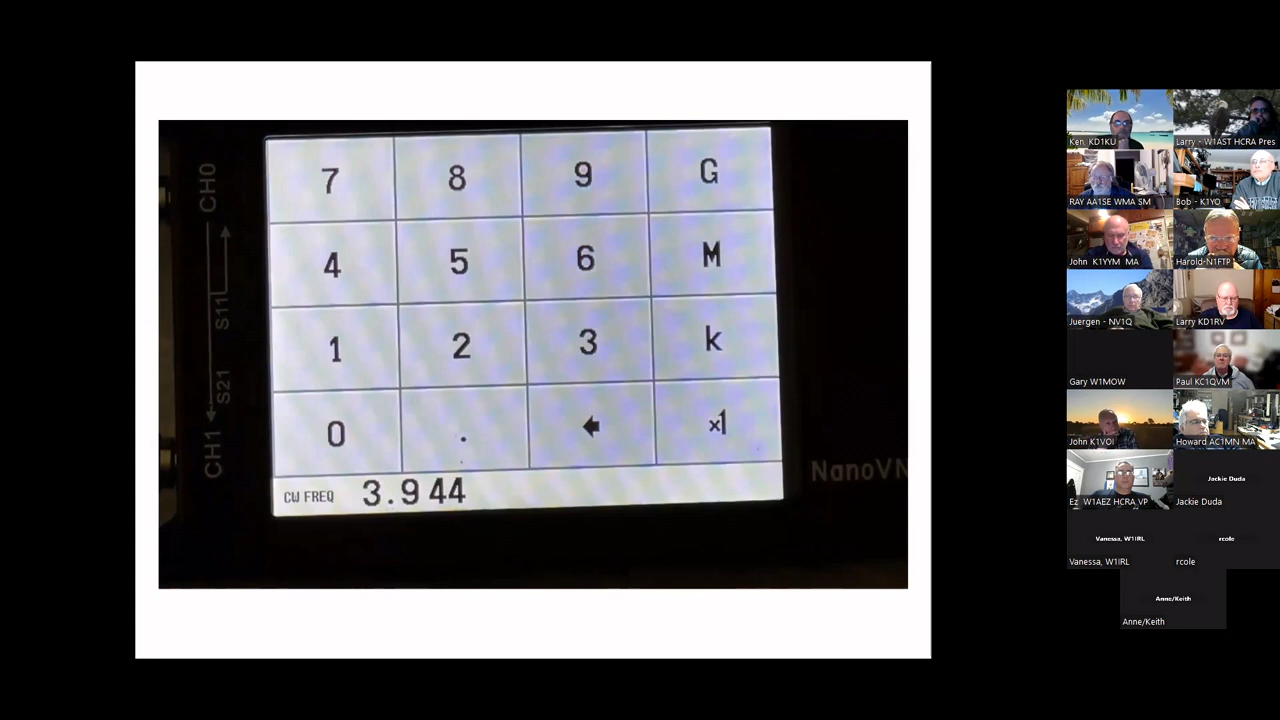 CH0
S11
S21
CH1
7 8 9 G
4 5 6 M
1 2 3 k
0 . ×1
CW FREQ 3.944
NanoVN
Ken KD1KU
Larry - W1AST HCRA Pres
RAY AA1SE WMA SM
Bob - K1YO
John K1YYM MA
Harold-N1FTP
Juergen - NV1Q
Larry KD1RV
Gary W1MOW
Paul KC1QVM
John K1VOI
Howard AC1MN MA
Ez W1AEZ HCRA VP
Jackie Duda
Jackie Duda
Vanessa, W1IRL
Vanessa, W1IRL
rcole
rcole
Anne/Keith
Anne/Keith